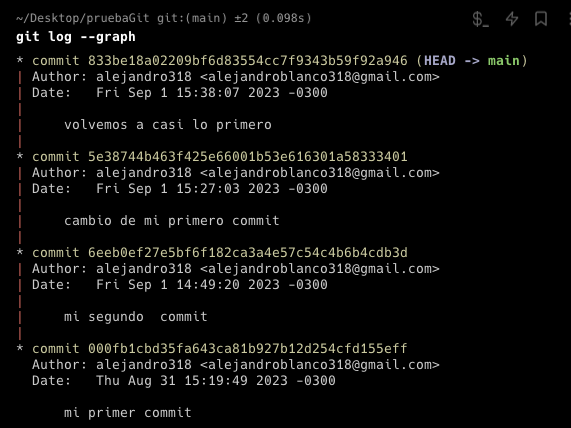 ~/Desktop/pruebaGit git:(main) ±2 (0.098s)
git log --graph
* commit 833be18a02209bf6d83554cc7f9343b59f92a946 (HEAD -> main)
| Author: alejandro318 <alejandroblanco318@gmail.com>
| Date:   Fri Sep 1 15:38:07 2023 -0300
|
|     volvemos a casi lo primero
|
* commit 5e38744b463f425e66001b53e616301a58333401
| Author: alejandro318 <alejandroblanco318@gmail.com>
| Date:   Fri Sep 1 15:27:03 2023 -0300
|
|     cambio de mi primero commit
|
* commit 6eeb0ef27e5bf6f182ca3a4e57c54c4b6b4cdb3d
| Author: alejandro318 <alejandroblanco318@gmail.com>
| Date:   Fri Sep 1 14:49:20 2023 -0300
|
|     mi segundo  commit
|
* commit 000fb1cbd35fa643ca81b927b12d254cfd155eff
  Author: alejandro318 <alejandroblanco318@gmail.com>
  Date:   Thu Aug 31 15:19:49 2023 -0300

      mi primer commit